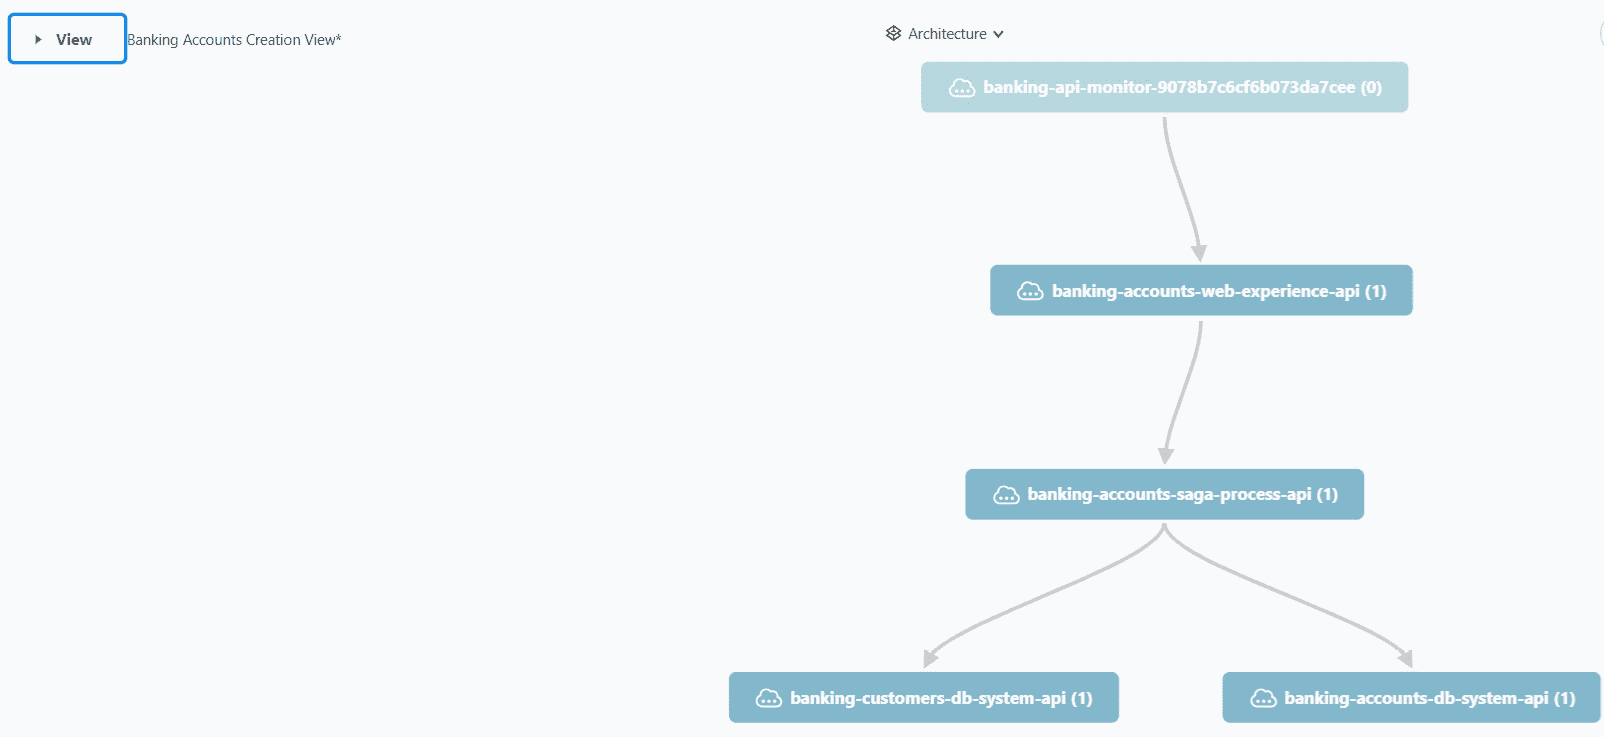 View
Banking Accounts Creation View*
Architecture
banking-api-monitor-9078b7c6cf6b073da7cee (0)
banking-accounts-web-experience-api (1)
banking-accounts-saga-process-api (1)
banking-customers-db-system-api (1)
banking-accounts-db-system-api (1)